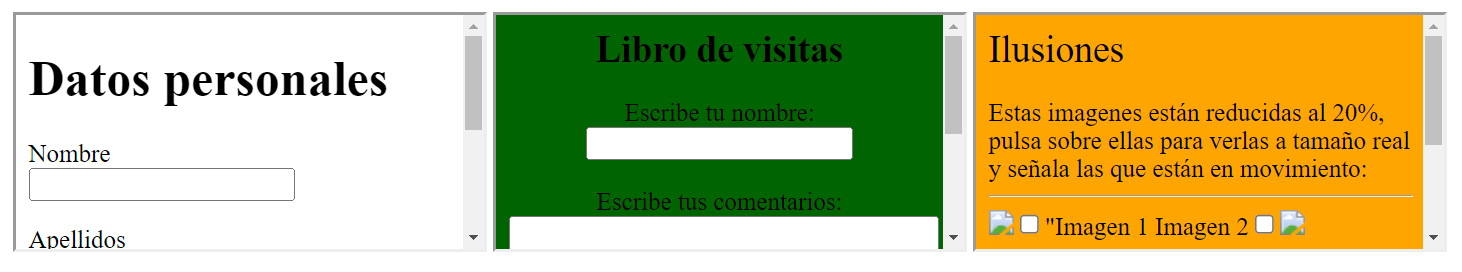 Datos personales
Nombre
Apellidos
Libro de visitas
Escribe tu nombre:
Escribe tus comentarios:
Ilusiones
Estas imagenes están reducidas al 20%,
pulsa sobre ellas para verlas a tamaño real
y señala las que están en movimiento:
"Imagen 1 Imagen 2